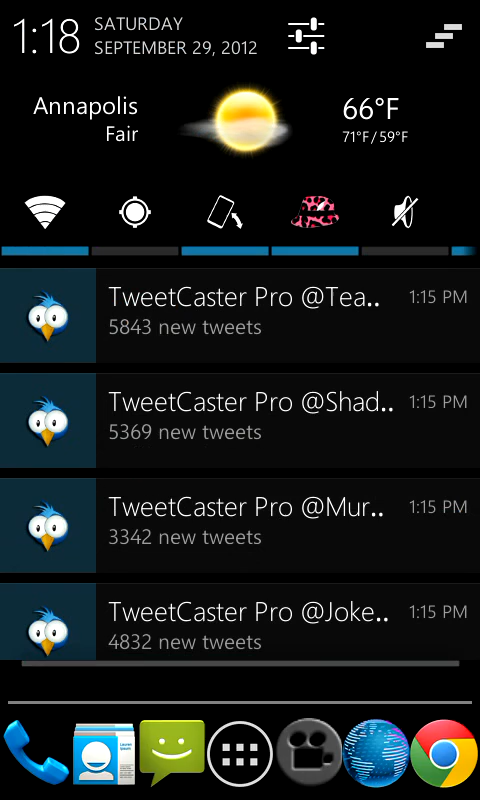 1:18
SATURDAY
SEPTEMBER 29, 2012
Annapolis
Fair
66°F
71°F/59°F
TweetCaster Pro @Tea..
1:15 PM
5843 new tweets
TweetCaster Pro @Shad..
1:15 PM
5369 new tweets
TweetCaster Pro @Mur..
1:15 PM
3342 new tweets
TweetCaster Pro @Joke..
1:15 PM
4832 new tweets